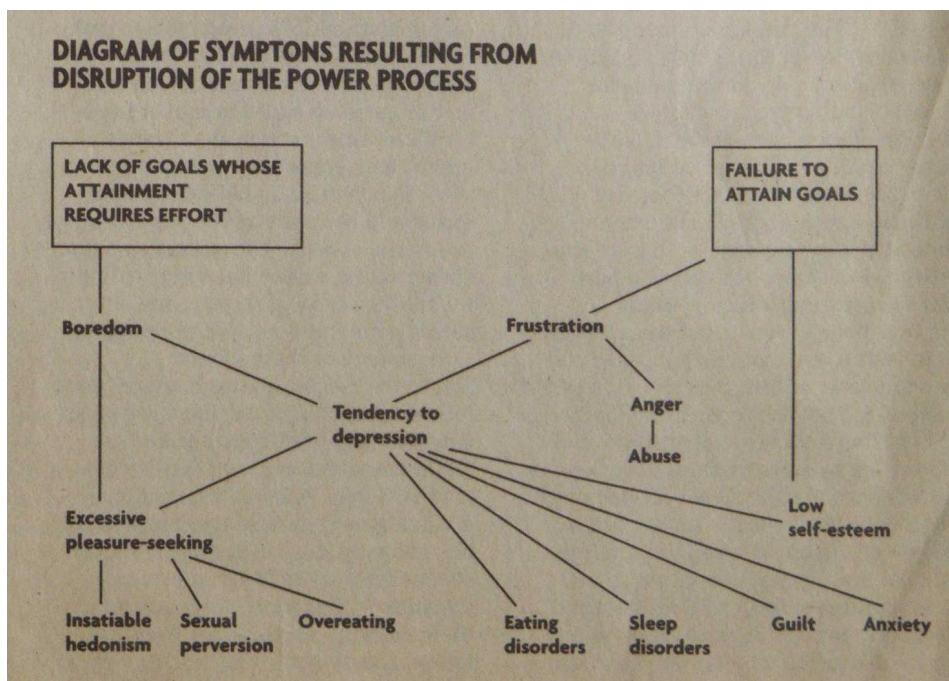 DIAGRAM OF SYMPTONS RESULTING FROM
DISRUPTION OF THE POWER PROCESS
LACK OF GOALS WHOSE
ATTAINMENT
REQUIRES EFFORT
FAILURE TO
ATTAIN GOALS
Boredom
Frustration
Tendency to
depression
Anger
Abuse
Excessive
pleasure-seeking
Low
self-esteem
Insatiable
hedonism
Sexual
perversion
Overeating
Eating
disorders
Sleep
disorders
Guilt
Anxiety